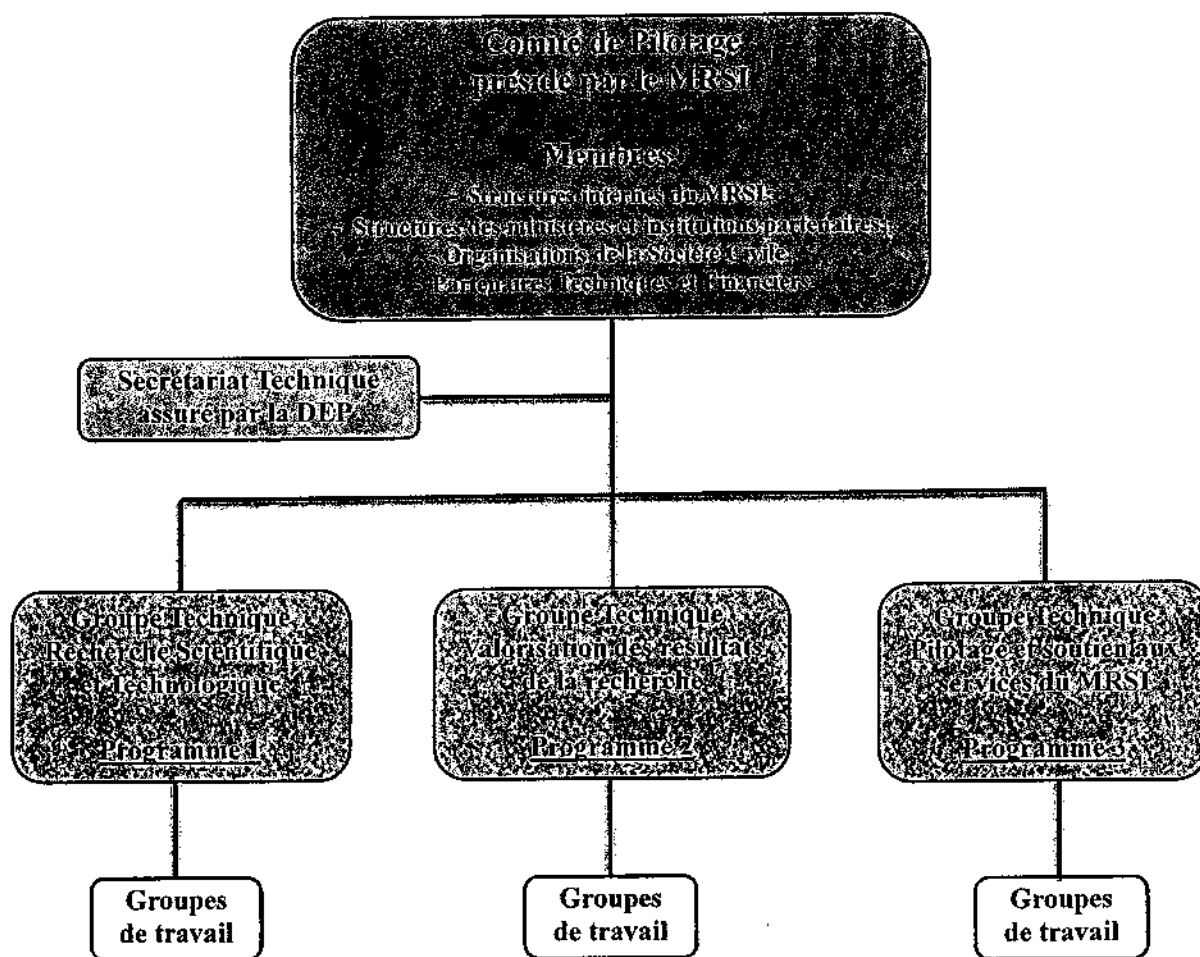 Comité de Pilotage
présidé par le MRSI
Membres:
- Structures internes du MRSI
- Structures des ministères et institutions partenaires
Organisations de la Société Civile
Partenaires Techniques et Financiers
Secrétariat Technique
assuré par la DEP
Groupe Technique
Recherche Scientifique
et Technologique
Programme 1
Groupe Technique
Valorisation des résultats
de la recherche
Programme 2
Groupe Technique
Pilotage et soutien aux
services du MRSI
Programme 3
Groupes
de travail
Groupes
de travail
Groupes
de travail